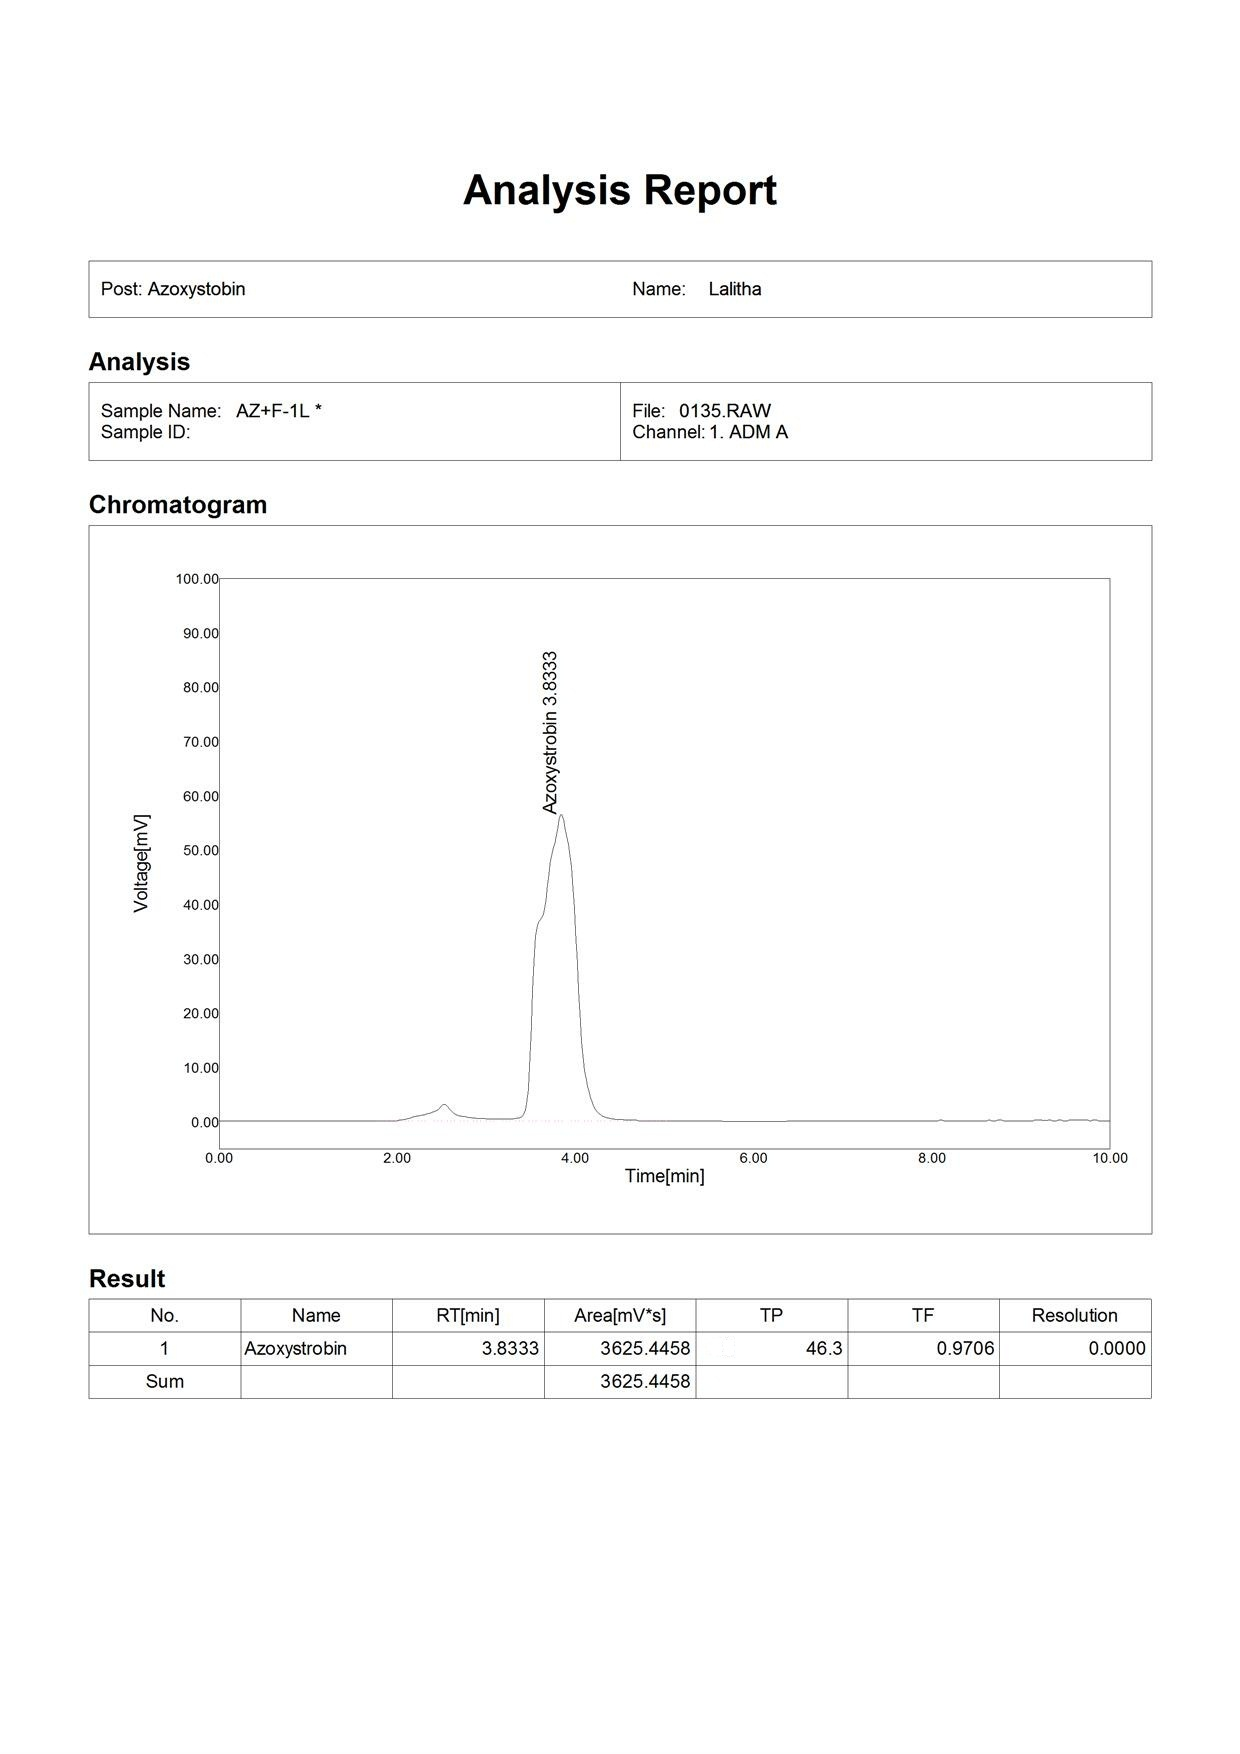 Analysis Report
Post: Azoxystobin Name: Lalitha
Analysis
Sample Name: AZ+F-1L * File: 0135.RAW
Sample ID: Channel: 1. ADM A
Chromatogram
100.00
90.00
80.00
70.00
60.00
50.00
40.00
30.00
20.00
10.00
0.00
Voltage[mV]
Azoxystrobin 3.8333
0.00 2.00 4.00 6.00 8.00 10.00
Time[min]
Result
No. Name RT[min] Area[mV*s] TP TF Resolution
1 Azoxystrobin 3.8333 3625.4458 46.3 0.9706 0.0000
Sum 3625.4458